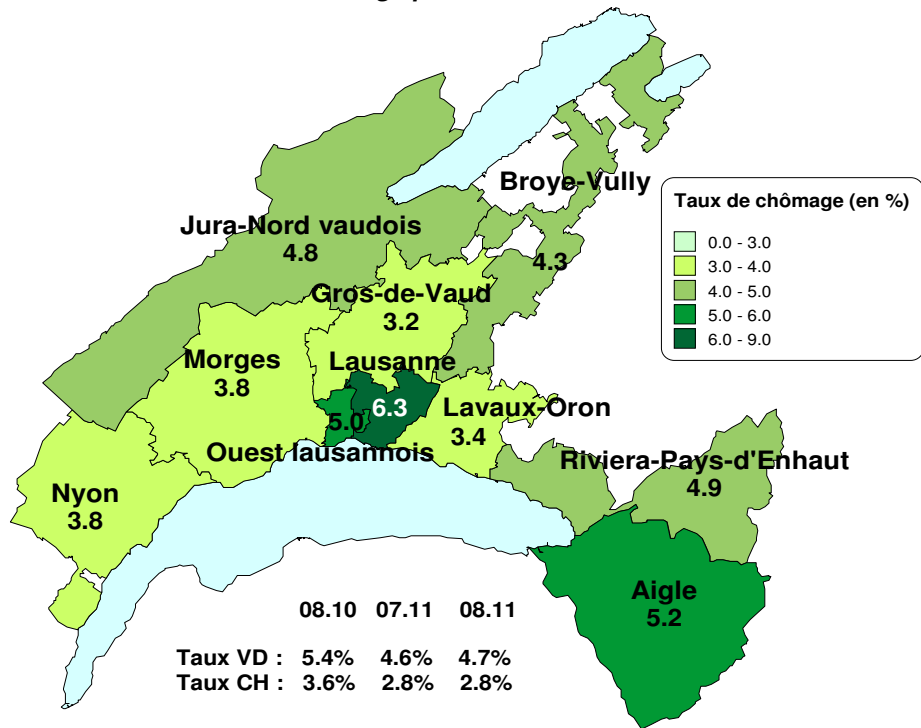 Broye-Vully
Taux de chômage (en %)
0.0 - 3.0
3.0 - 4.0
4.0 - 5.0
5.0 - 6.0
6.0 - 9.0
Jura-Nord vaudois
4.8
4.3
Gros-de-Vaud
3.2
Morges
3.8
Lausanne
6.3
5.0
Lavaux-Oron
3.4
Ouest lausannois
Riviera-Pays-d'Enhaut
4.9
Nyon
3.8
Aigle
5.2
08.10 07.11 08.11
Taux VD : 5.4% 4.6% 4.7%
Taux CH : 3.6% 2.8% 2.8%